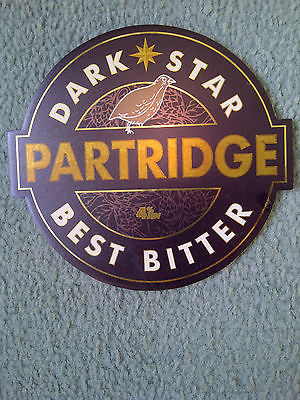 DARK STAR
PARTRIDGE
4%
BEST BITTER